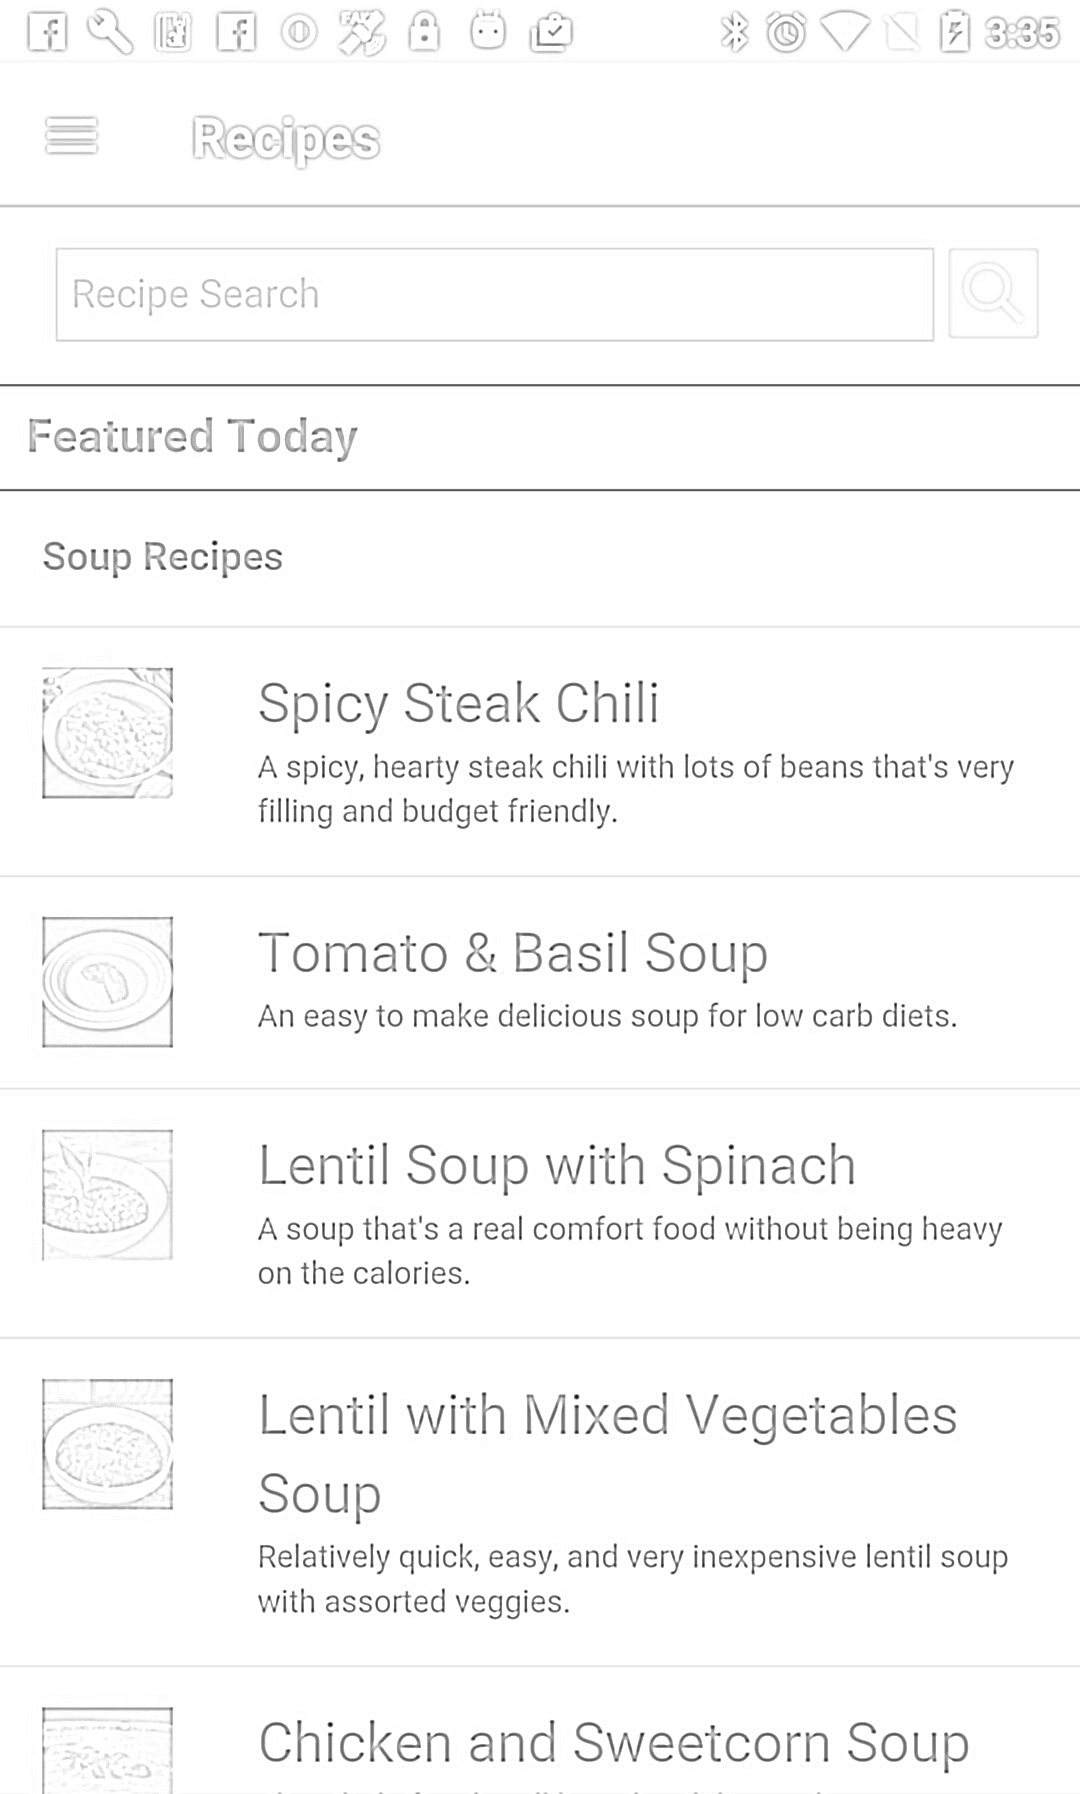 3:35
Recipes
Recipe Search
Featured Today
Soup Recipes
Spicy Steak Chili
A spicy, hearty steak chili with lots of beans that's very
filling and budget friendly.
Tomato & Basil Soup
An easy to make delicious soup for low carb diets.
Lentil Soup with Spinach
A soup that's a real comfort food without being heavy
on the calories.
Lentil with Mixed Vegetables
Soup
Relatively quick, easy, and very inexpensive lentil soup
with assorted veggies.
Chicken and Sweetcorn Soup